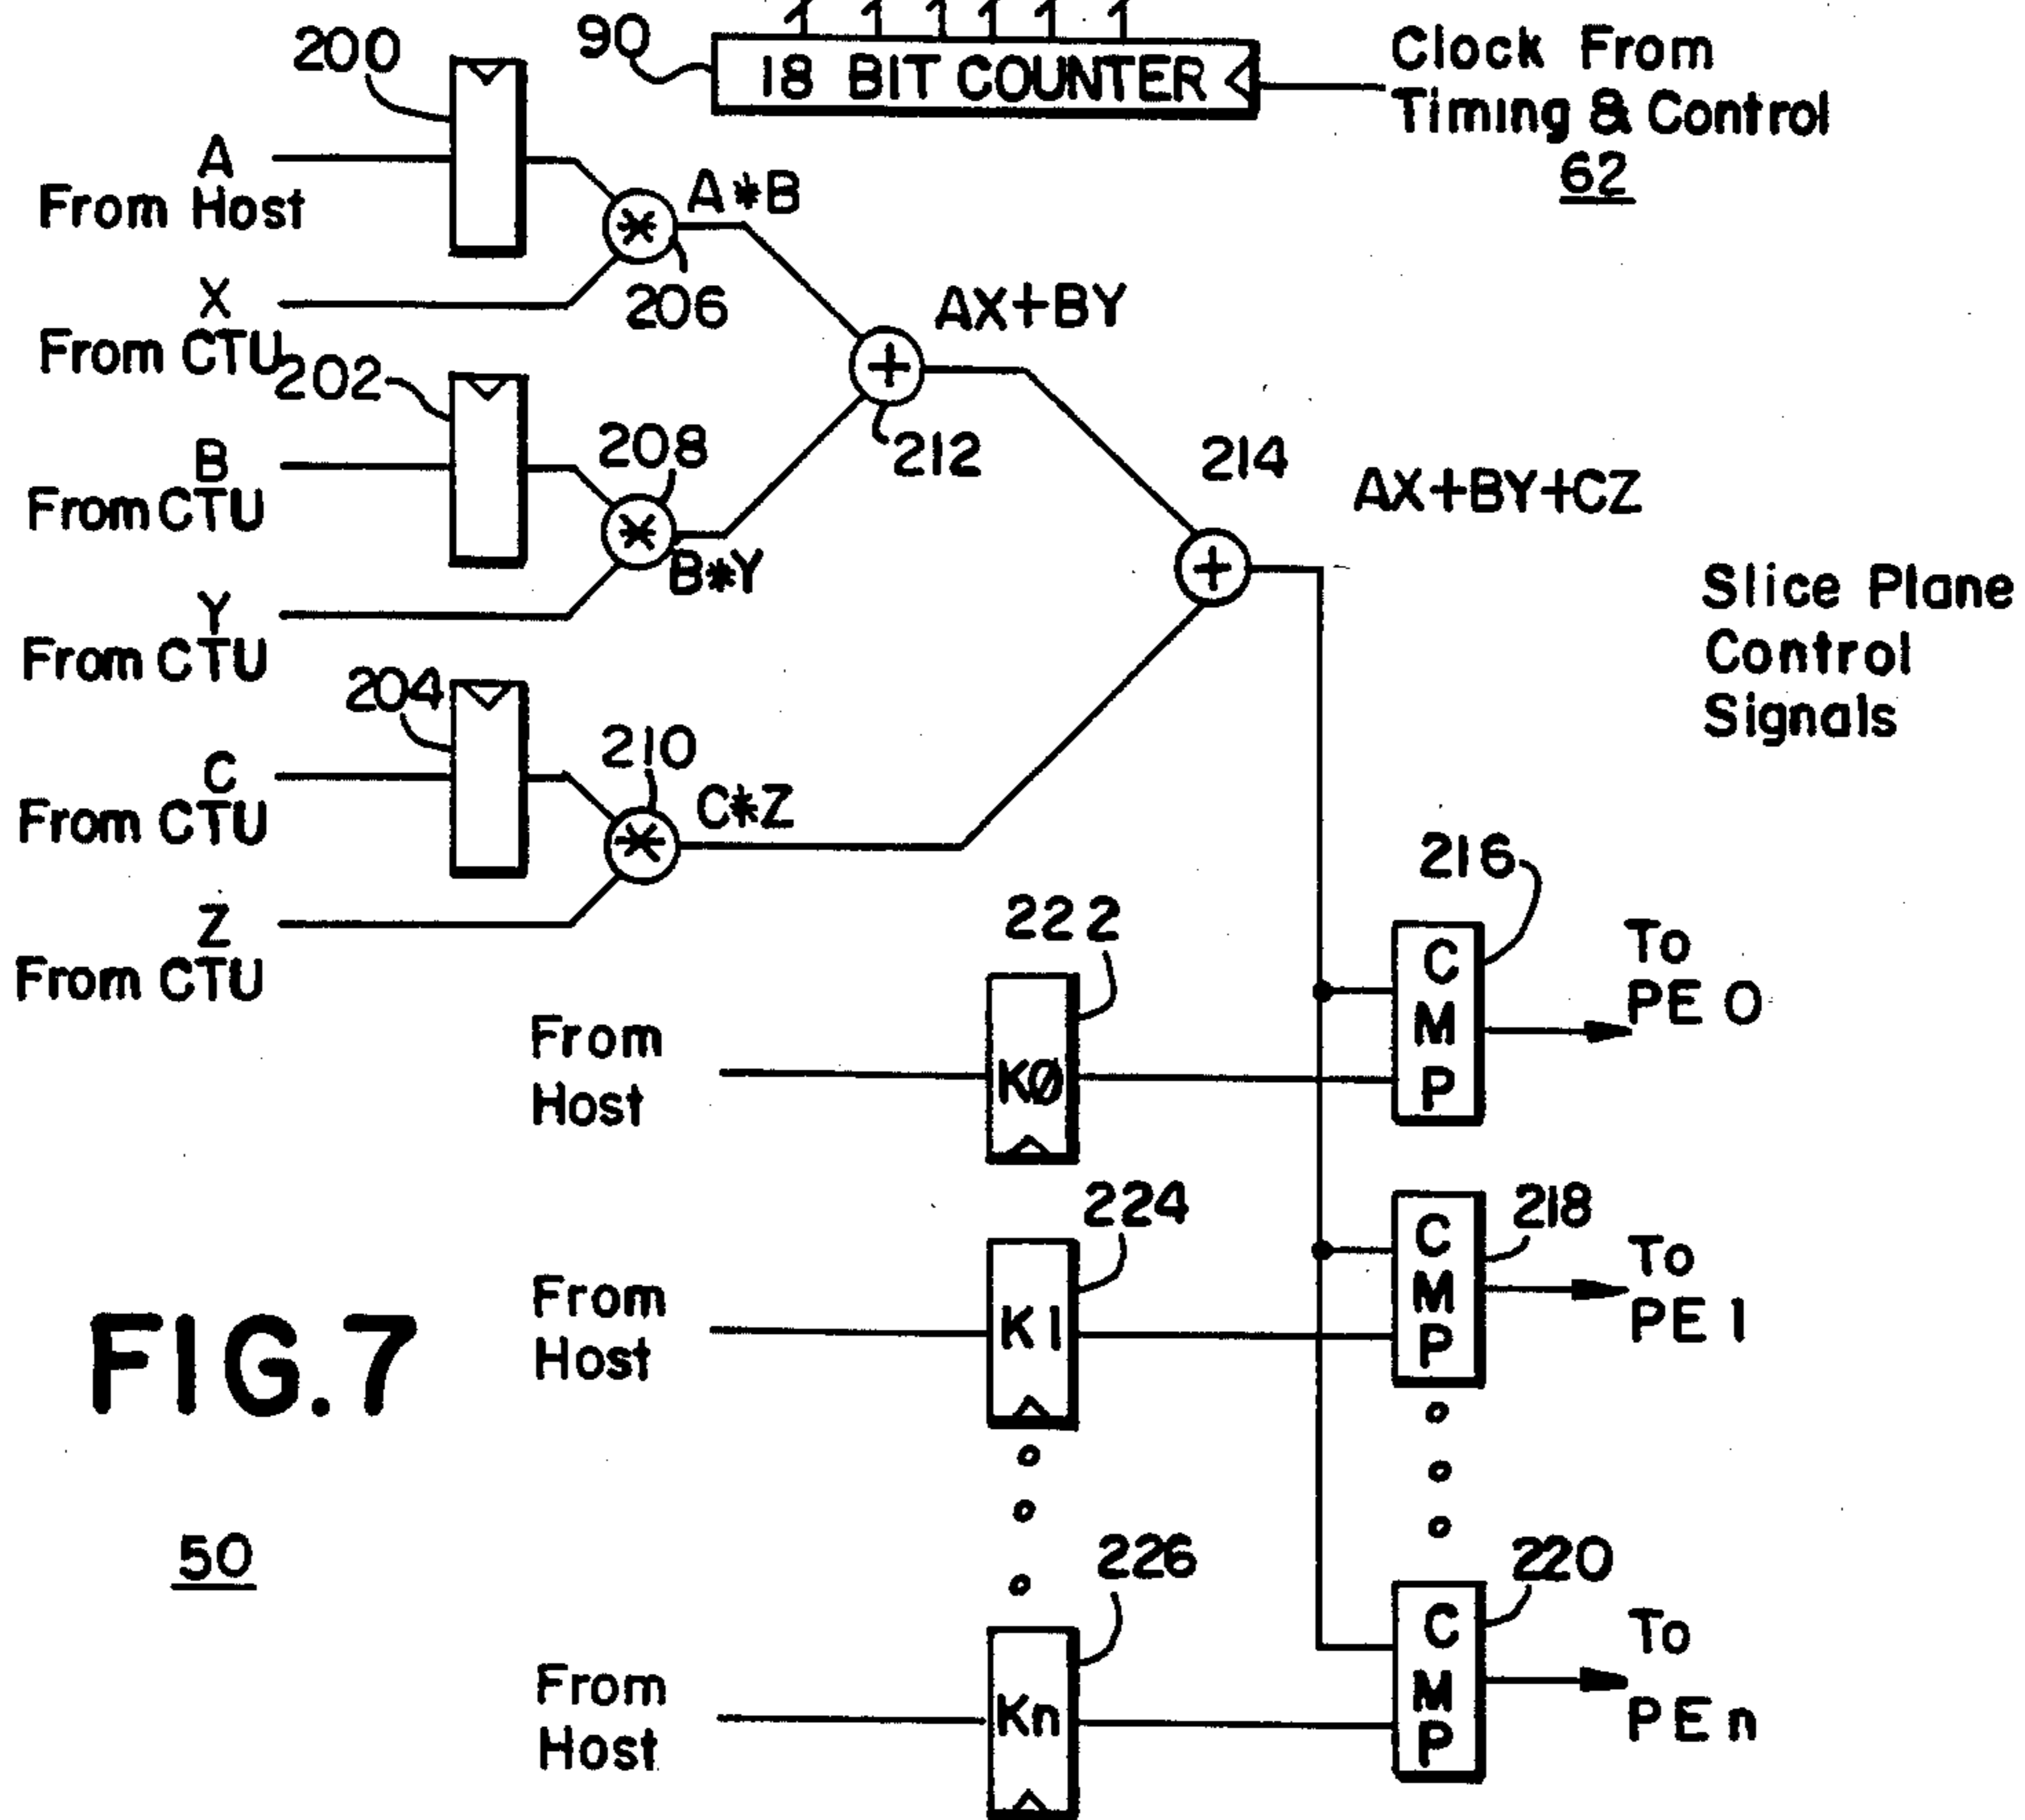 200
90
18 BIT COUNTER
Clock From
Timing & Control
62
A
From Host
A*B
*
206
X
From CTU
AX+BY
+
212
202
B
From CTU
208
*
B*Y
Y
From CTU
214
AX+BY+CZ
+
Slice Plane
Control
Signals
204
C
From CTU
210
*
C*Z
Z
From CTU
216
222
C
M
P
To
PE 0
From
Host
KØ
224
218
C
M
P
To
PE 1
From
Host
K1
FIG.7
50
226
220
C
M
P
To
PE n
From
Host
Kn